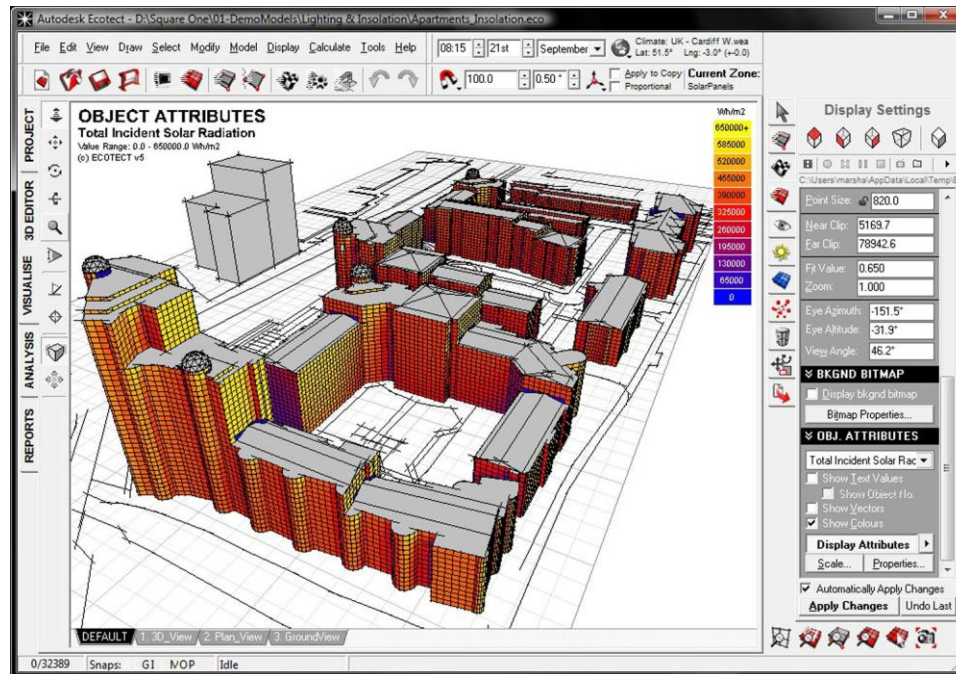 Autodesk Ecotect - D:\Square One\01-DemoModels\Lighting & Insolation\Apartments_Insolation.eco
File Edit View Draw Select Modify Model Display Calculate Tools Help
08:15 21st September
Climate: UK - Cardiff W.wea
Lat: 51.5° Lng: -3.0° (+-0.0)
100.0 0.50 °
Apply to Copy
Proportional
Current Zone:
SolarPanels
PROJECT
3D EDITOR
VISUALISE
ANALYSIS
REPORTS
OBJECT ATTRIBUTES
Total Incident Solar Radiation
Value Range: 0.0 - 650000.0 Wh/m2
(c) ECOTECT v5
Wh/m2
650000+
585000
520000
455000
390000
325000
260000
195000
130000
65000
0
Display Settings
C:\Users\marsha\AppData\Local\Temp\E
Point Size: 820.0
Near Clip: 5169.7
Far Clip: 78942.6
Fit Value: 0.650
Zoom: 1.000
Eye Azimuth: -151.5°
Eye Altitude: -31.9°
View Angle: 46.2°
BKGND BITMAP
Display bkgnd bitmap
Bitmap Properties...
OBJ. ATTRIBUTES
Total Incident Solar Rac
Show Text Values
Show Object No.
Show Vectors
Show Colours
Display Attributes
Scale... Properties...
Automatically Apply Changes
Apply Changes Undo Last
DEFAULT 1. 3D_View 2. Plan_View 3. GroundView
0/32389 Snaps: GI MOP Idle